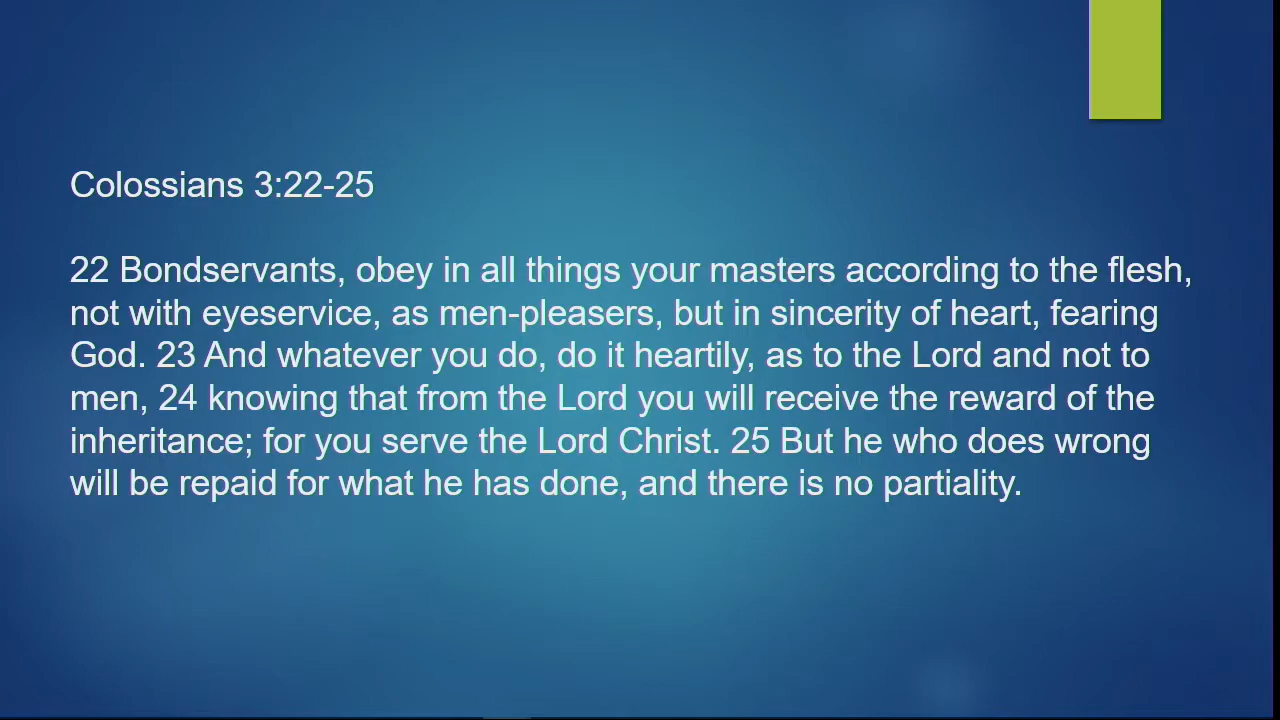 Colossians 3:22-25
22 Bondservants, obey in all things your masters according to the flesh,
not with eyeservice, as men-pleasers, but in sincerity of heart, fearing
God. 23 And whatever you do, do it heartily, as to the Lord and not to
men, 24 knowing that from the Lord you will receive the reward of the
inheritance; for you serve the Lord Christ. 25 But he who does wrong
will be repaid for what he has done, and there is no partiality.